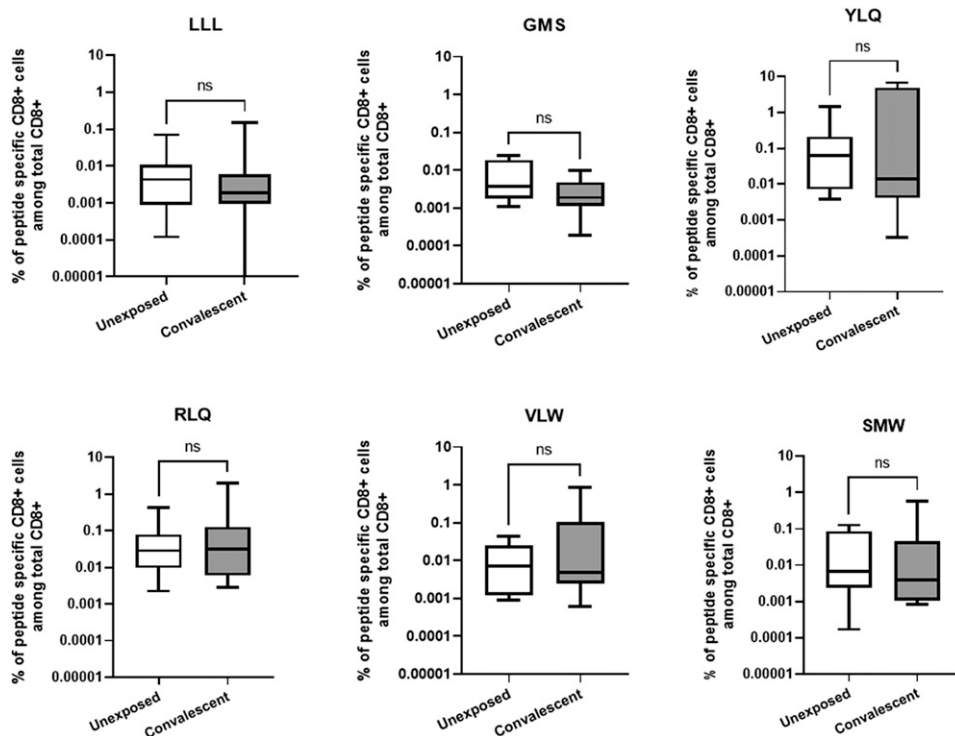 LLL
% of peptide specific CD8+ cells
among total CD8+
10
1
0.1
0.01
0.001
0.0001
0.00001
ns
Unexposed
Convalescent
GMS
% of peptide specific CD8+ cells
among total CD8+
10
1
0.1
0.01
0.001
0.0001
0.00001
ns
Unexposed
Convalescent
YLQ
% of peptide specific CD8+ cells
among total CD8+
10
1
0.1
0.01
0.001
0.0001
0.00001
ns
Unexposed
Convalescent
RLQ
% of peptide specific CD8+ cells
among total CD8+
10
1
0.1
0.01
0.001
0.0001
0.00001
ns
Unexposed
Convalescent
VLW
% of peptide specific CD8+ cells
among total CD8+
10
1
0.1
0.01
0.001
0.0001
0.00001
ns
Unexposed
Convalescent
SMW
% of peptide specific CD8+ cells
among total CD8+
10
1
0.1
0.01
0.001
0.0001
0.00001
ns
Unexposed
Convalescent